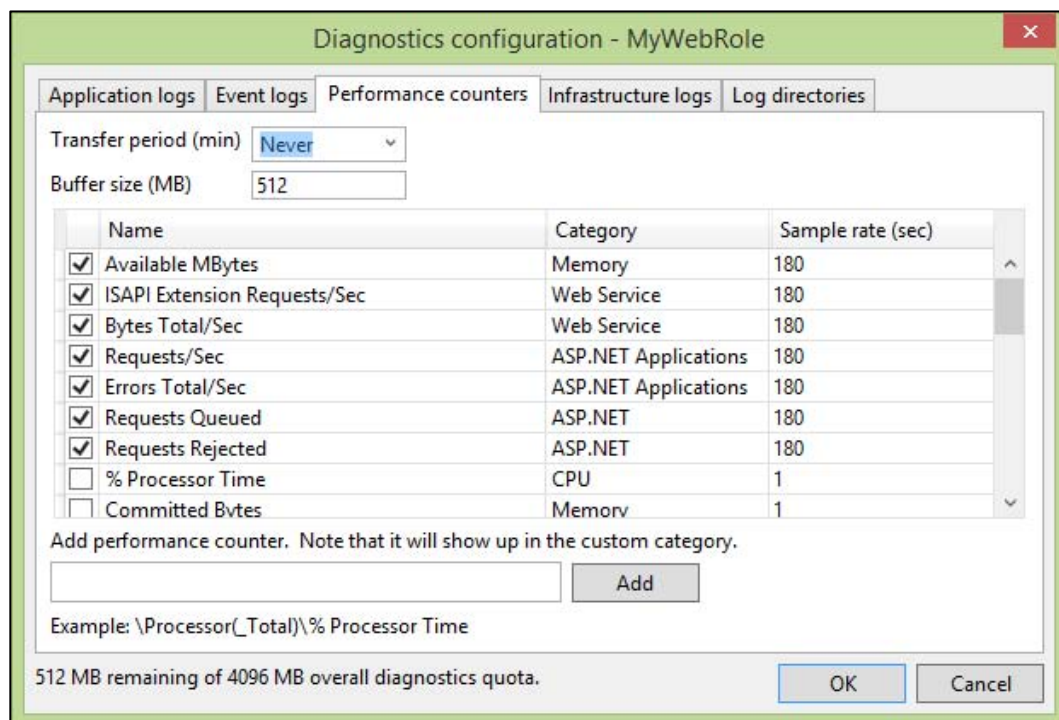 Diagnostics configuration - MyWebRole
Application logs Event logs Performance counters Infrastructure logs Log directories
Transfer period (min) Never
Buffer size (MB) 512
Name Category Sample rate (sec)
Available MBytes Memory 180
ISAPI Extension Requests/Sec Web Service 180
Bytes Total/Sec Web Service 180
Requests/Sec ASP.NET Applications 180
Errors Total/Sec ASP.NET Applications 180
Requests Queued ASP.NET 180
Requests Rejected ASP.NET 180
% Processor Time CPU 1
Committed Bytes Memory 1
Add performance counter. Note that it will show up in the custom category.
Add
Example: \Processor(_Total)\% Processor Time
512 MB remaining of 4096 MB overall diagnostics quota.
OK Cancel